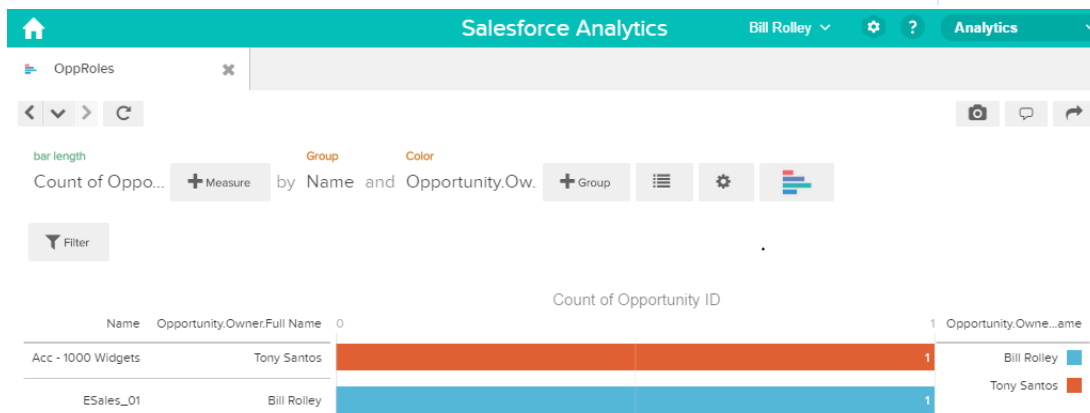 Salesforce Analytics Bill Rolley ? Analytics
OppRoles
bar length Group Color
Count of Oppo... + Measure by Name and Opportunity.Ow. + Group
Filter
Count of Opportunity ID
Name Opportunity.Owner.Full Name 0 1 Opportunity.Owne...ame
Acc - 1000 Widgets Tony Santos 1 Bill Rolley
Tony Santos
ESales_01 Bill Rolley 1